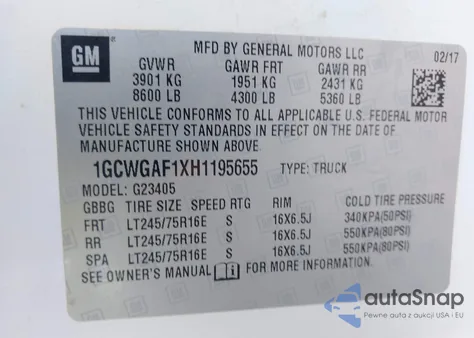 GM
MFD BY GENERAL MOTORS LLC
02/17
GVWR GAWR FRT GAWR RR
3901 KG 1951 KG 2431 KG
8600 LB 4300 LB 5360 LB
THIS VEHICLE CONFORMS TO ALL APPLICABLE U.S. FEDERAL MOTOR
VEHICLE SAFETY STANDARDS IN EFFECT ON THE DATE OF
MANUFACTURE SHOWN ABOVE.
1GCWGAF1XH1195655 TYPE: TRUCK
MODEL: G23405
GBBG TIRE SIZE SPEED RTG RIM COLD TIRE PRESSURE
FRT LT245/75R16E S 16X6.5J 340KPA(50PSI)
RR LT245/75R16E S 16X6.5J 550KPA(80PSI)
SPA LT245/75R16E S 16X6.5J 550KPA(80PSI)
SEE OWNER'S MANUAL i FOR MORE INFORMATION.
autoSnap
Pewne auta z aukcji USA i EU